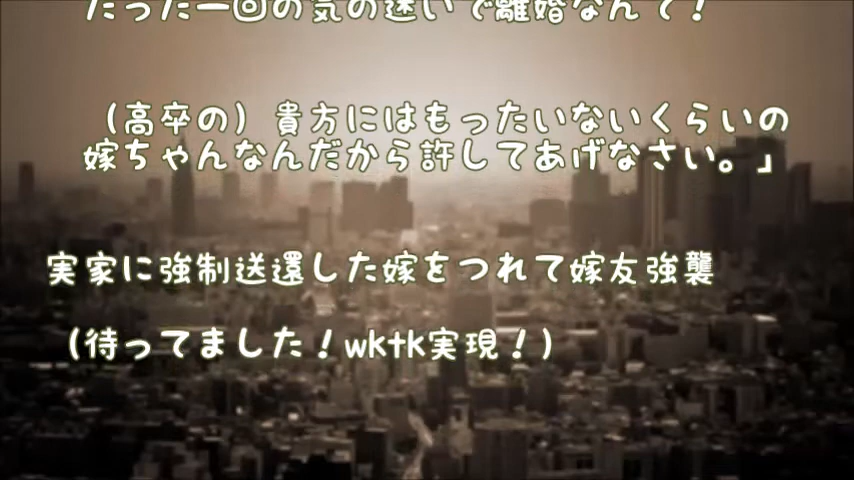 たった一回の気の迷いで離婚なんて！
（高卒の）貴方にはもったいないくらいの
嫁ちゃんなんだから許してあげなさい。」
実家に強制送還した嫁をつれて嫁友強襲
（待ってました！wktk実現！）